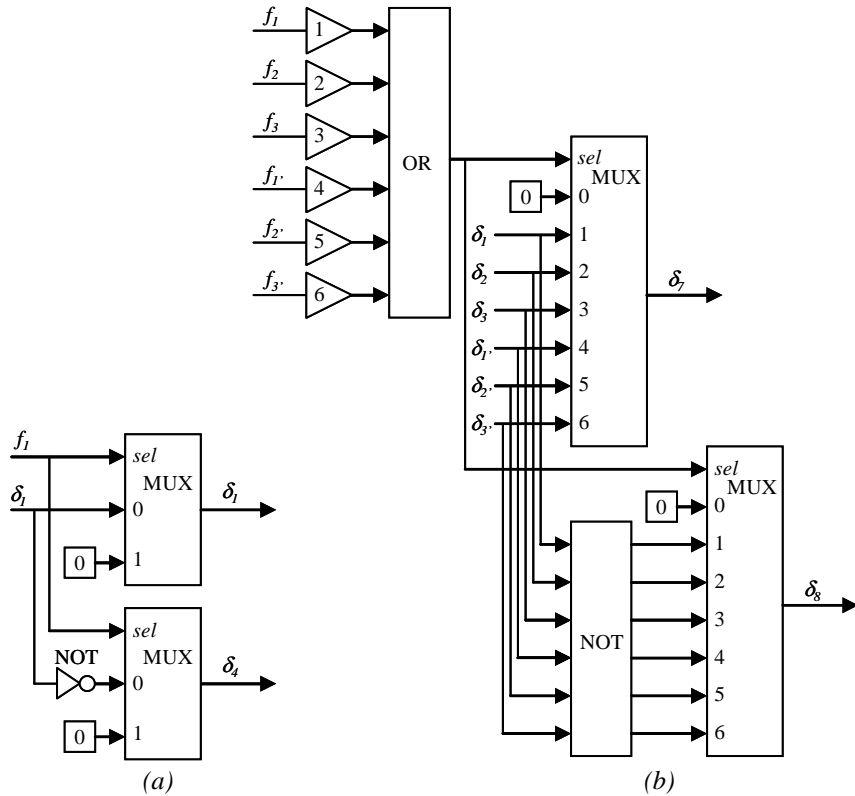 f₁ 1
f₂ 2
f₃ 3
f₁' 4
f₂' 5
f₃' 6
OR
sel
MUX
0 0
δ₁ 1
δ₂ 2
δ₃ 3
δ₁' 4
δ₂' 5
δ₃' 6
δ₇
f₁ sel
MUX
δ₁ 0 δ₁
0 1
sel
NOT MUX
0 δ₄
0 1
(a)
sel
MUX
0 0
1
2
3
NOT
4
5
6
δ₈
(b)